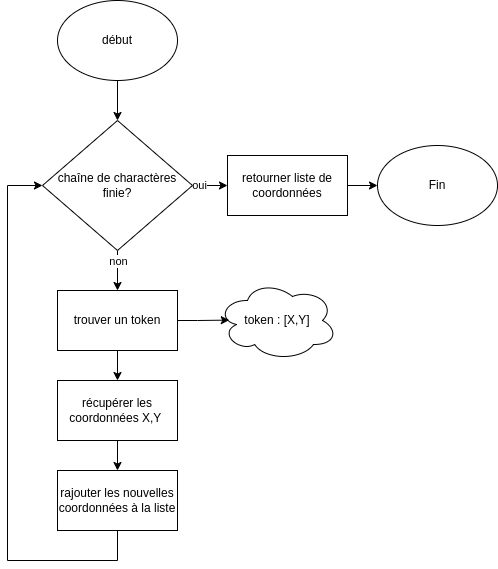 début
chaîne de charactères
finie?
oui
retourner liste de
coordonnées
Fin
non
trouver un token
token : [X,Y]
récupérer les
coordonnées X,Y
rajouter les nouvelles
coordonnées à la liste